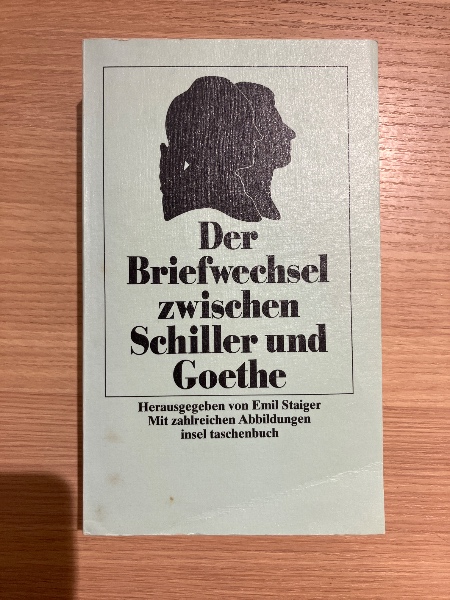 Der
Briefwechsel
zwischen
Schiller und
Goethe
Herausgegeben von Emil Staiger
Mit zahlreichen Abbildungen
insel taschenbuch